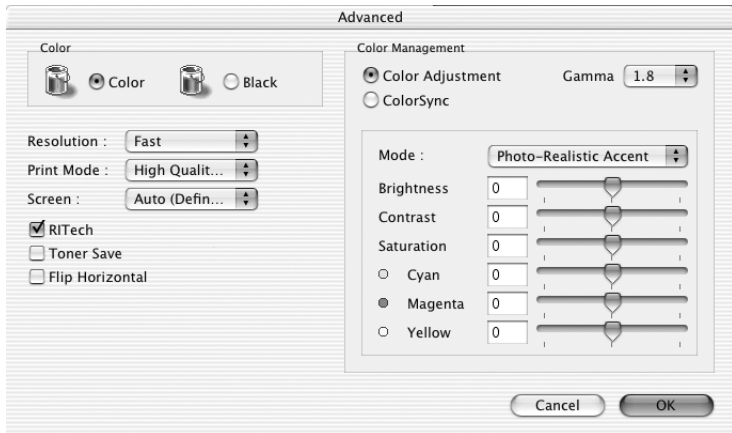 Advanced
Color
Color
Black
Resolution : Fast
Print Mode : High Qualit...
Screen : Auto (Defin...
RITech
Toner Save
Flip Horizontal
Color Management
Color Adjustment
Gamma 1.8
ColorSync
Mode : Photo-Realistic Accent
Brightness 0
Contrast 0
Saturation 0
Cyan 0
Magenta 0
Yellow 0
Cancel
OK